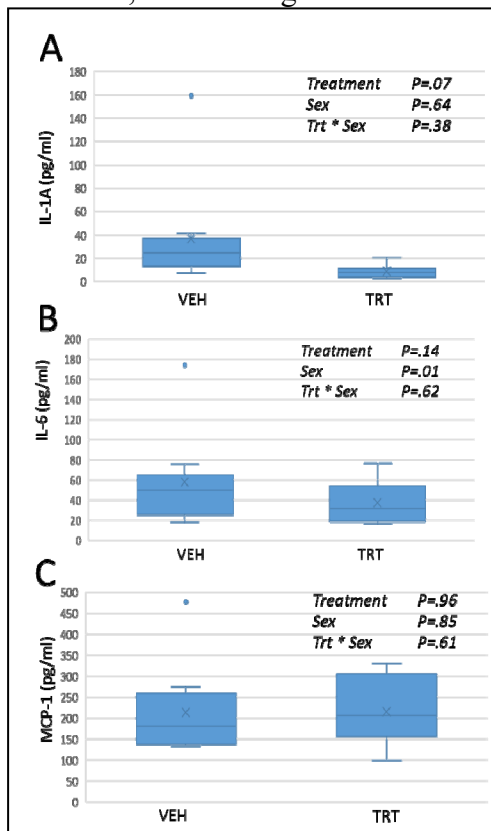 A
180
160
140
120
100
80
60
40
20
0
IL-1A (pg/ml)
Treatment P=.07
Sex P=.64
Trt * Sex P=.38
VEH TRT
B
200
180
160
140
120
100
80
60
40
20
0
IL-6 (pg/ml)
Treatment P=.14
Sex P=.01
Trt * Sex P=.62
VEH TRT
C
500
450
400
350
300
250
200
150
100
50
0
MCP-1 (pg/ml)
Treatment P=.96
Sex P=.85
Trt * Sex P=.61
VEH TRT